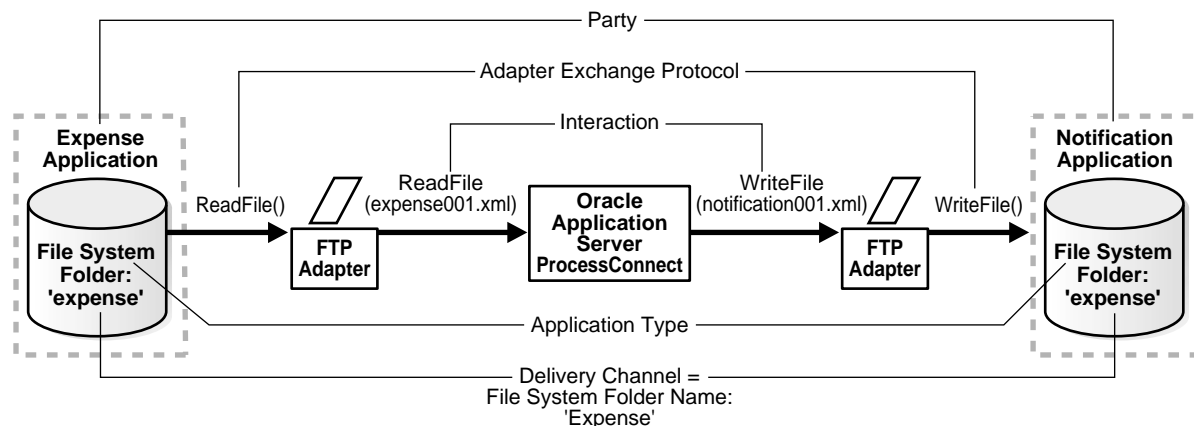 Party
Adapter Exchange Protocol
Interaction
Expense
Application
Notification
Application
ReadFile()
ReadFile
(expense001.xml)
Oracle
Application
Server
ProcessConnect
WriteFile
(notification001.xml)
WriteFile()
FTP
Adapter
FTP
Adapter
File System
Folder:
'expense'
File System
Folder:
'expense'
Application Type
Delivery Channel =
File System Folder Name:
'Expense'